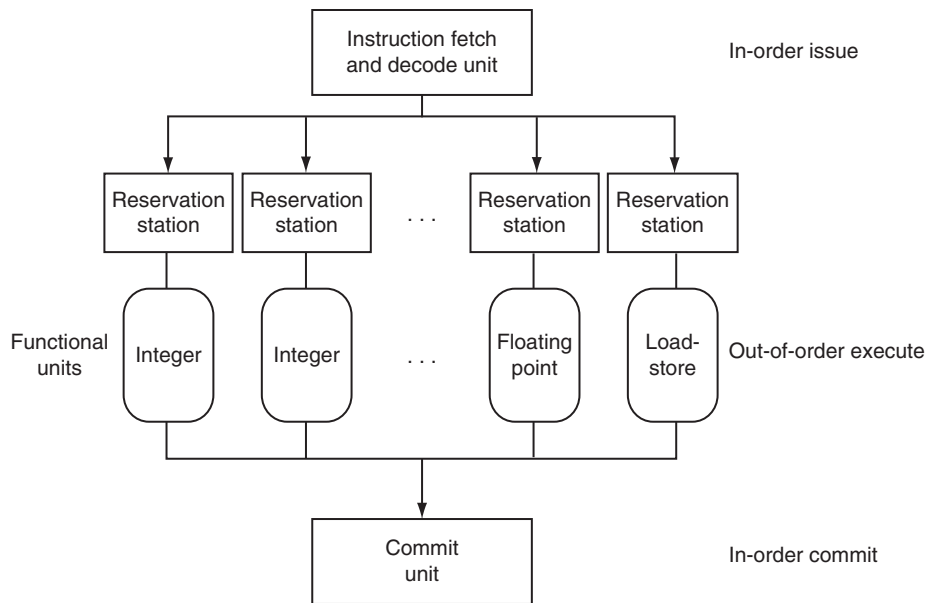 Instruction fetch
and decode unit
In-order issue
Reservation
station
Reservation
station
. . .
Reservation
station
Reservation
station
Functional
units
Integer
Integer
. . .
Floating
point
Load-
store
Out-of-order execute
Commit
unit
In-order commit